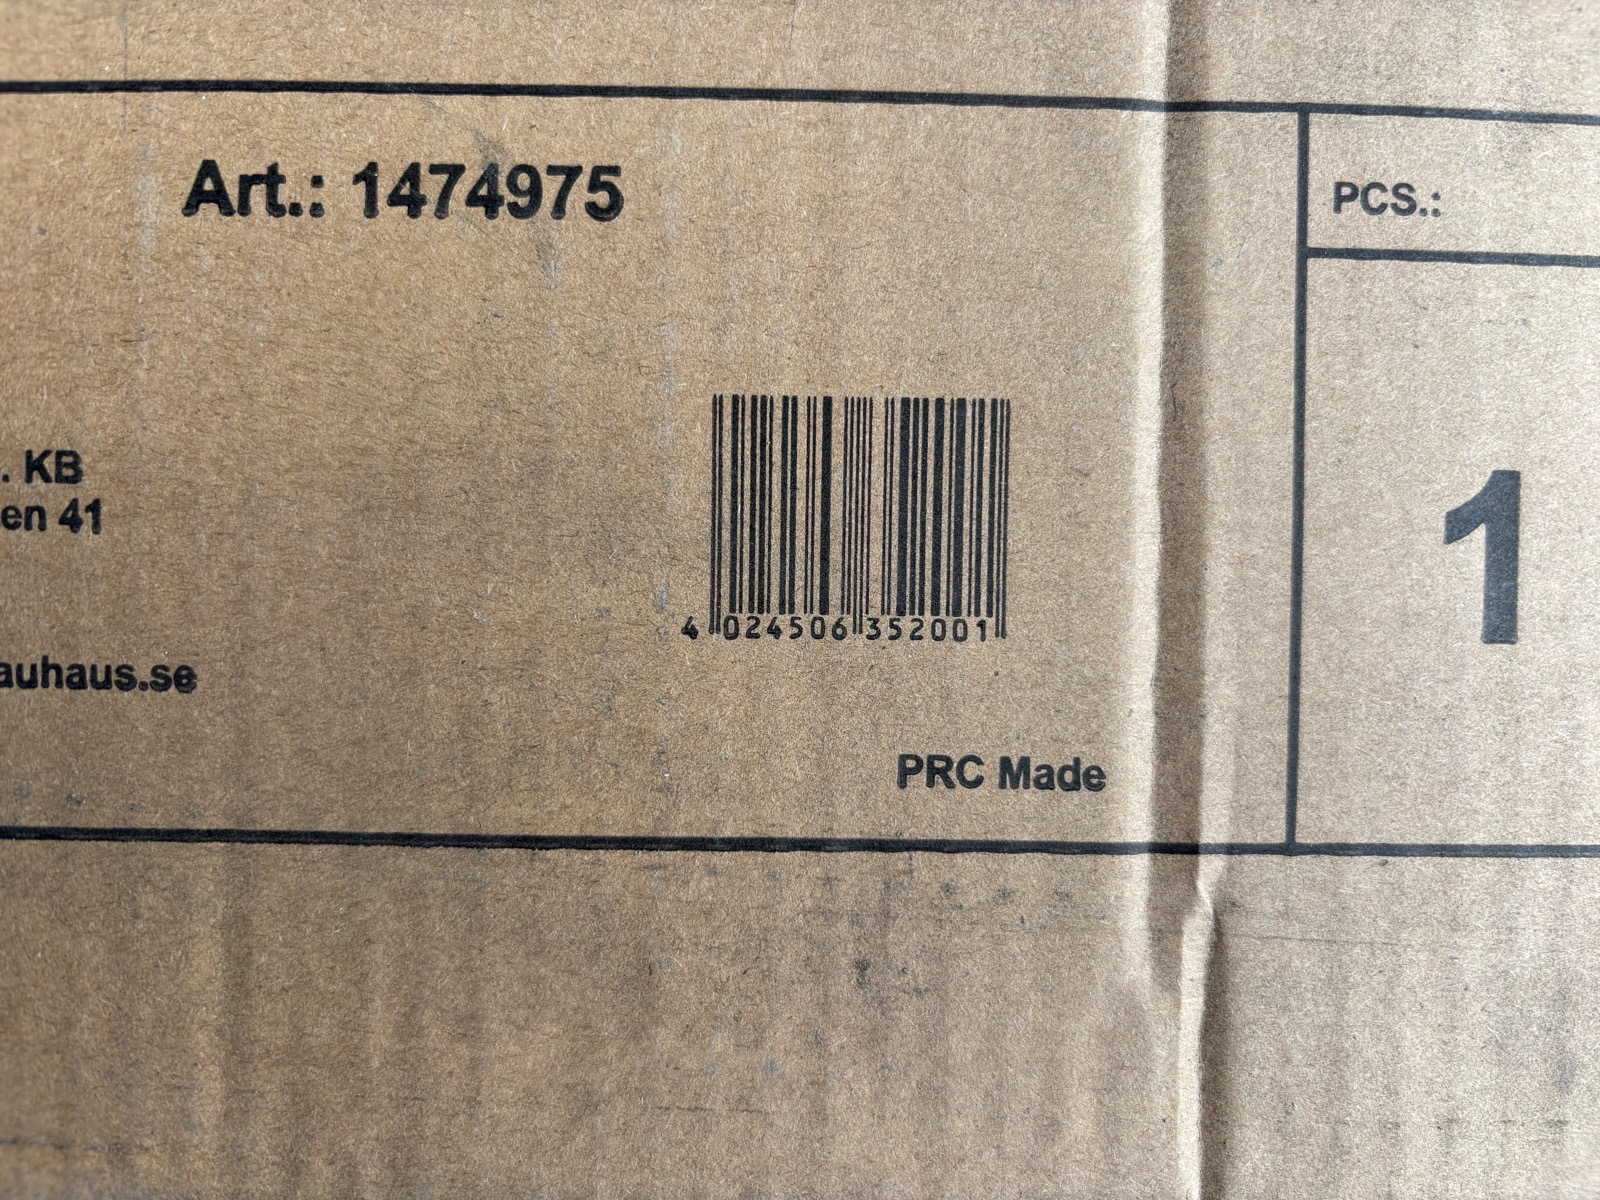 Art.: 1474975
PCS.:
. KB
en 41
1
4 024506 352001
auhaus.se
PRC Made